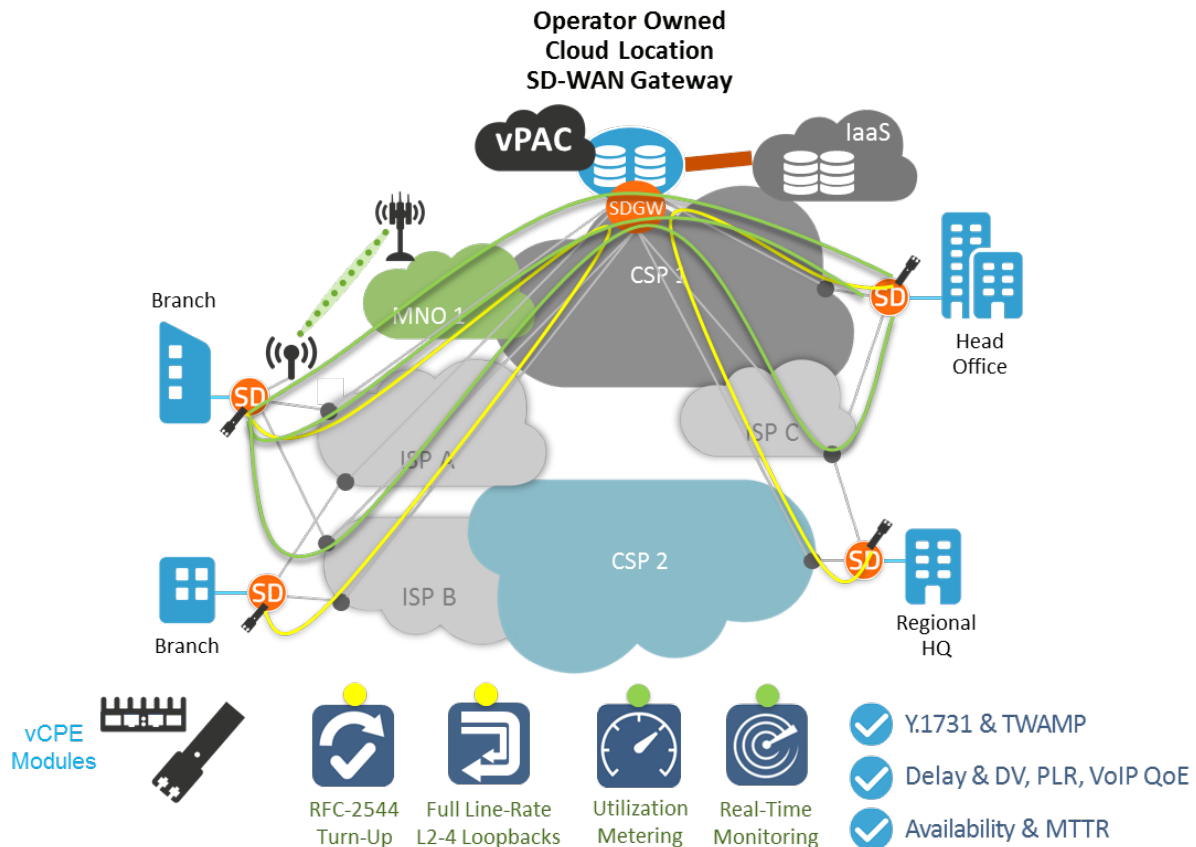 Operator Owned
Cloud Location
SD-WAN Gateway
vPAC
IaaS
SDGW
CSP 1
MNO 1
Branch
SD
SD
Head
Office
ISP A
ISP C
CSP 2
SD
SD
ISP B
Branch
Regional
HQ
vCPE
Modules
RFC-2544
Turn-Up
Full Line-Rate
L2-4 Loopbacks
Utilization
Metering
Real-Time
Monitoring
Y.1731 & TWAMP
Delay & DV, PLR, VoIP QoE
Availability & MTTR